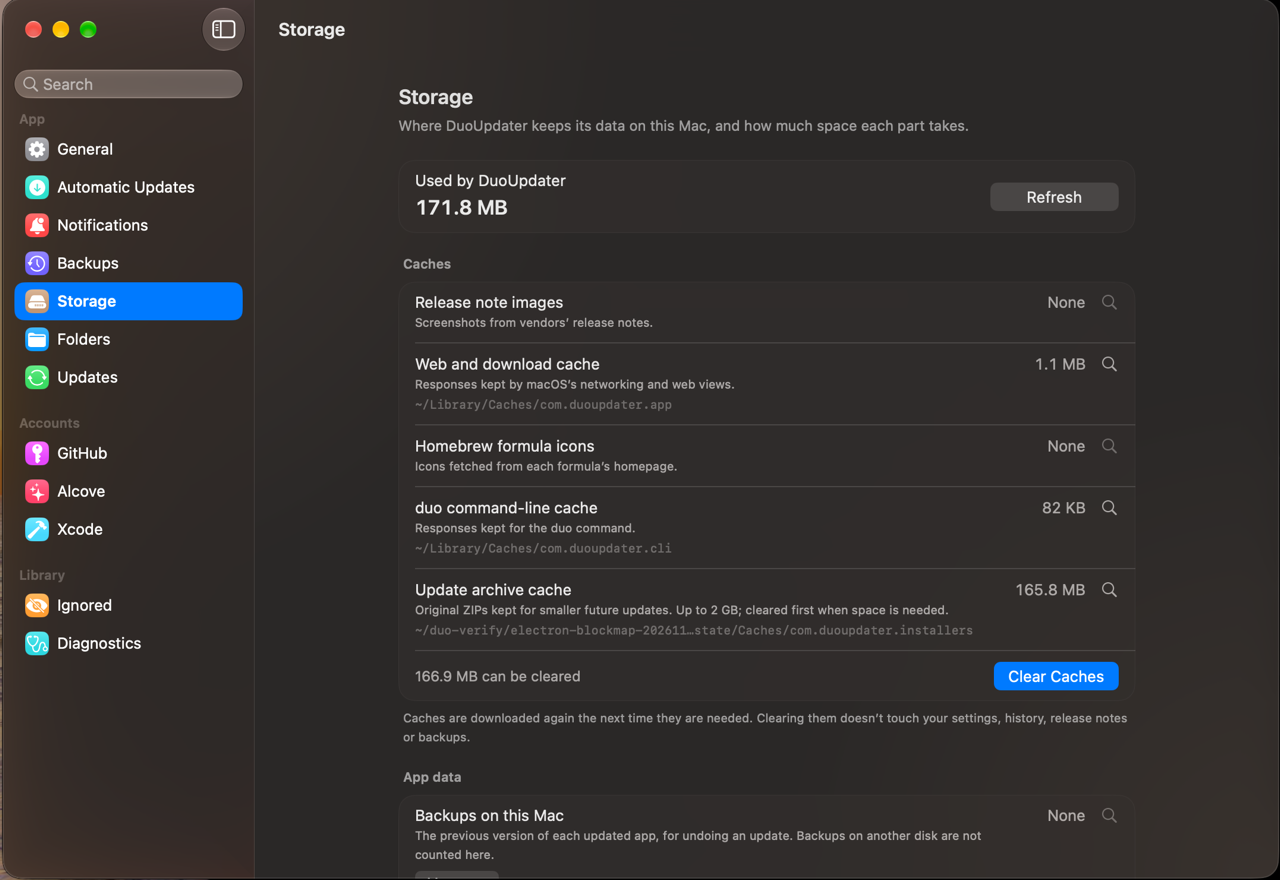 Storage
Search
App
General
Automatic Updates
Notifications
Backups
Storage
Folders
Updates
Accounts
GitHub
Alcove
Xcode
Library
Ignored
Diagnostics
Storage
Where DuoUpdater keeps its data on this Mac, and how much space each part takes.
Used by DuoUpdater
171.8 MB
Refresh
Caches
Release note images
None
Screenshots from vendors’ release notes.
Web and download cache
1.1 MB
Responses kept by macOS’s networking and web views.
~/Library/Caches/com.duoupdater.app
Homebrew formula icons
None
Icons fetched from each formula’s homepage.
duo command-line cache
82 KB
Responses kept for the duo command.
~/Library/Caches/com.duoupdater.cli
Update archive cache
165.8 MB
Original ZIPs kept for smaller future updates. Up to 2 GB; cleared first when space is needed.
~/duo-verify/electron-blockmap-202611…state/Caches/com.duoupdater.installers
166.9 MB can be cleared
Clear Caches
Caches are downloaded again the next time they are needed. Clearing them doesn’t touch your settings, history, release notes
or backups.
App data
Backups on this Mac
None
The previous version of each updated app, for undoing an update. Backups on another disk are not
counted here.